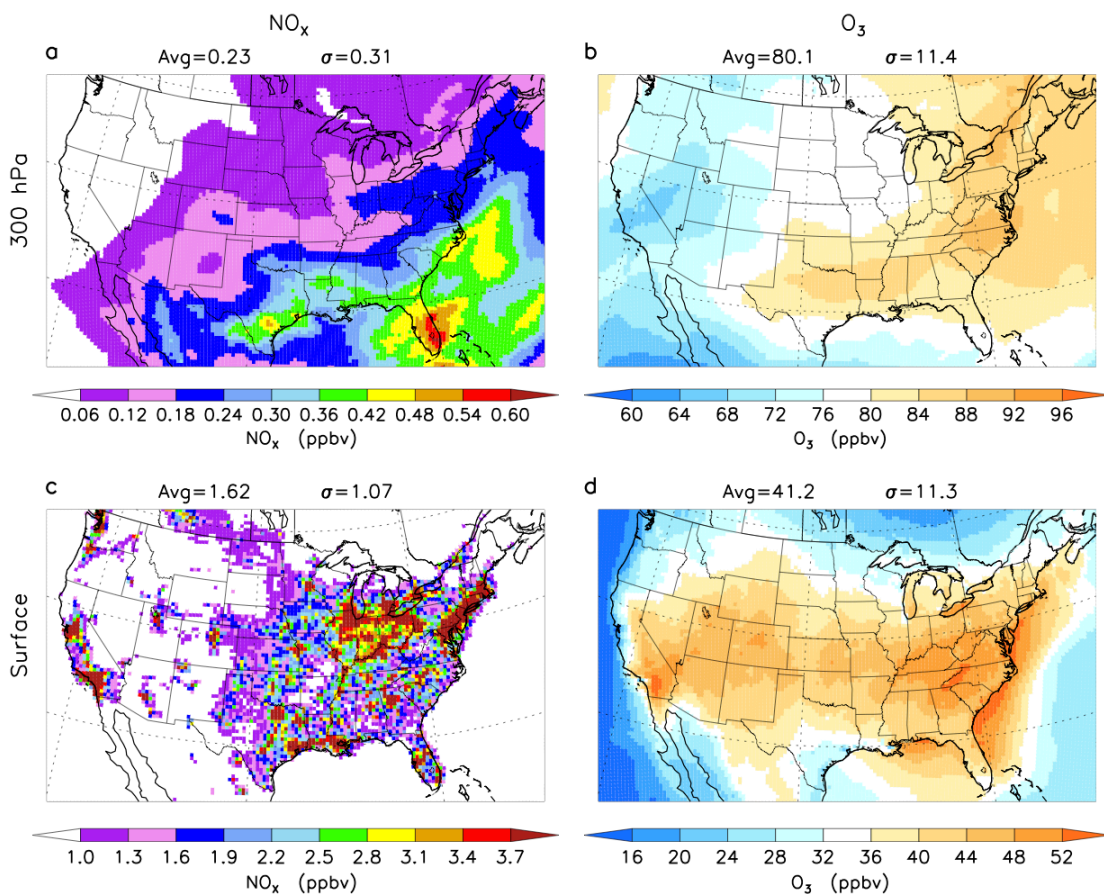 NOx O3
a Avg=0.23 σ=0.31
b Avg=80.1 σ=11.4
300 hPa
0.06 0.12 0.18 0.24 0.30 0.36 0.42 0.48 0.54 0.60
NOx (ppbv)
60 64 68 72 76 80 84 88 92 96
O3 (ppbv)
c Avg=1.62 σ=1.07
d Avg=41.2 σ=11.3
Surface
1.0 1.3 1.6 1.9 2.2 2.5 2.8 3.1 3.4 3.7
NOx (ppbv)
16 20 24 28 32 36 40 44 48 52
O3 (ppbv)